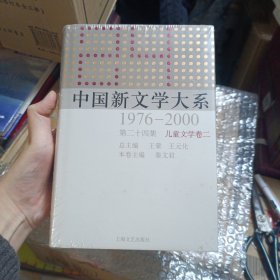 中国新文学大系
1976-2000
第二十四集 儿童文学卷二
总主编 王蒙 王元化
本卷主编 秦文君
上海文艺出版社